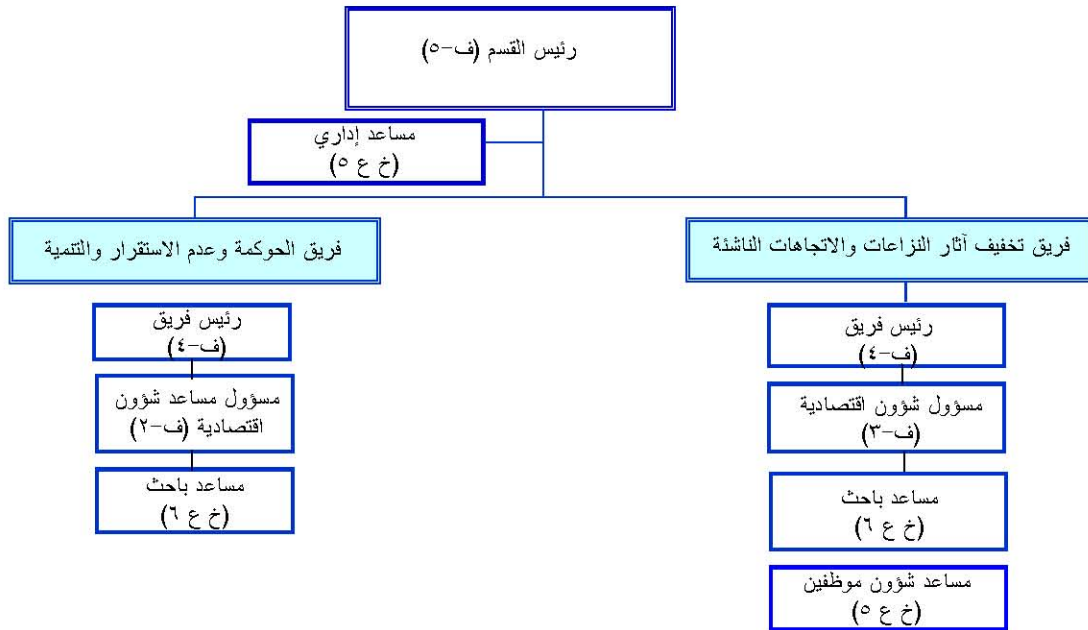 رئيس القسم (ف-٥)
مساعد إداري
(خ ع ٥)
فريق تخفيف آثار النزاعات والاتجاهات الناشئة
رئيس فريق
(ف-٤)
مسؤول شؤون اقتصادية
(ف-٣)
مساعد باحث
(خ ع ٦)
مساعد شؤون موظفين
(خ ع ٥)
فريق الحوكمة وعدم الاستقرار والتنمية
رئيس فريق
(ف-٤)
مسؤول مساعد شؤون
اقتصادية (ف-٢)
مساعد باحث
(خ ع ٦)